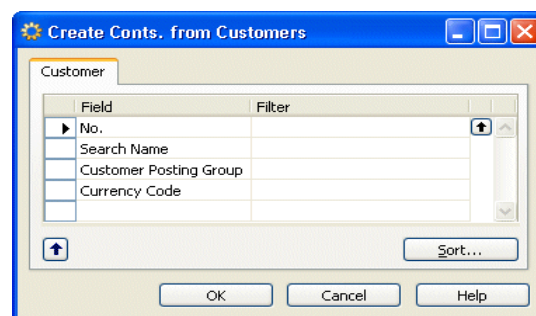 Create Conts. from Customers
Customer
Field Filter
No.
Search Name
Customer Posting Group
Currency Code
Sort...
OK Cancel Help